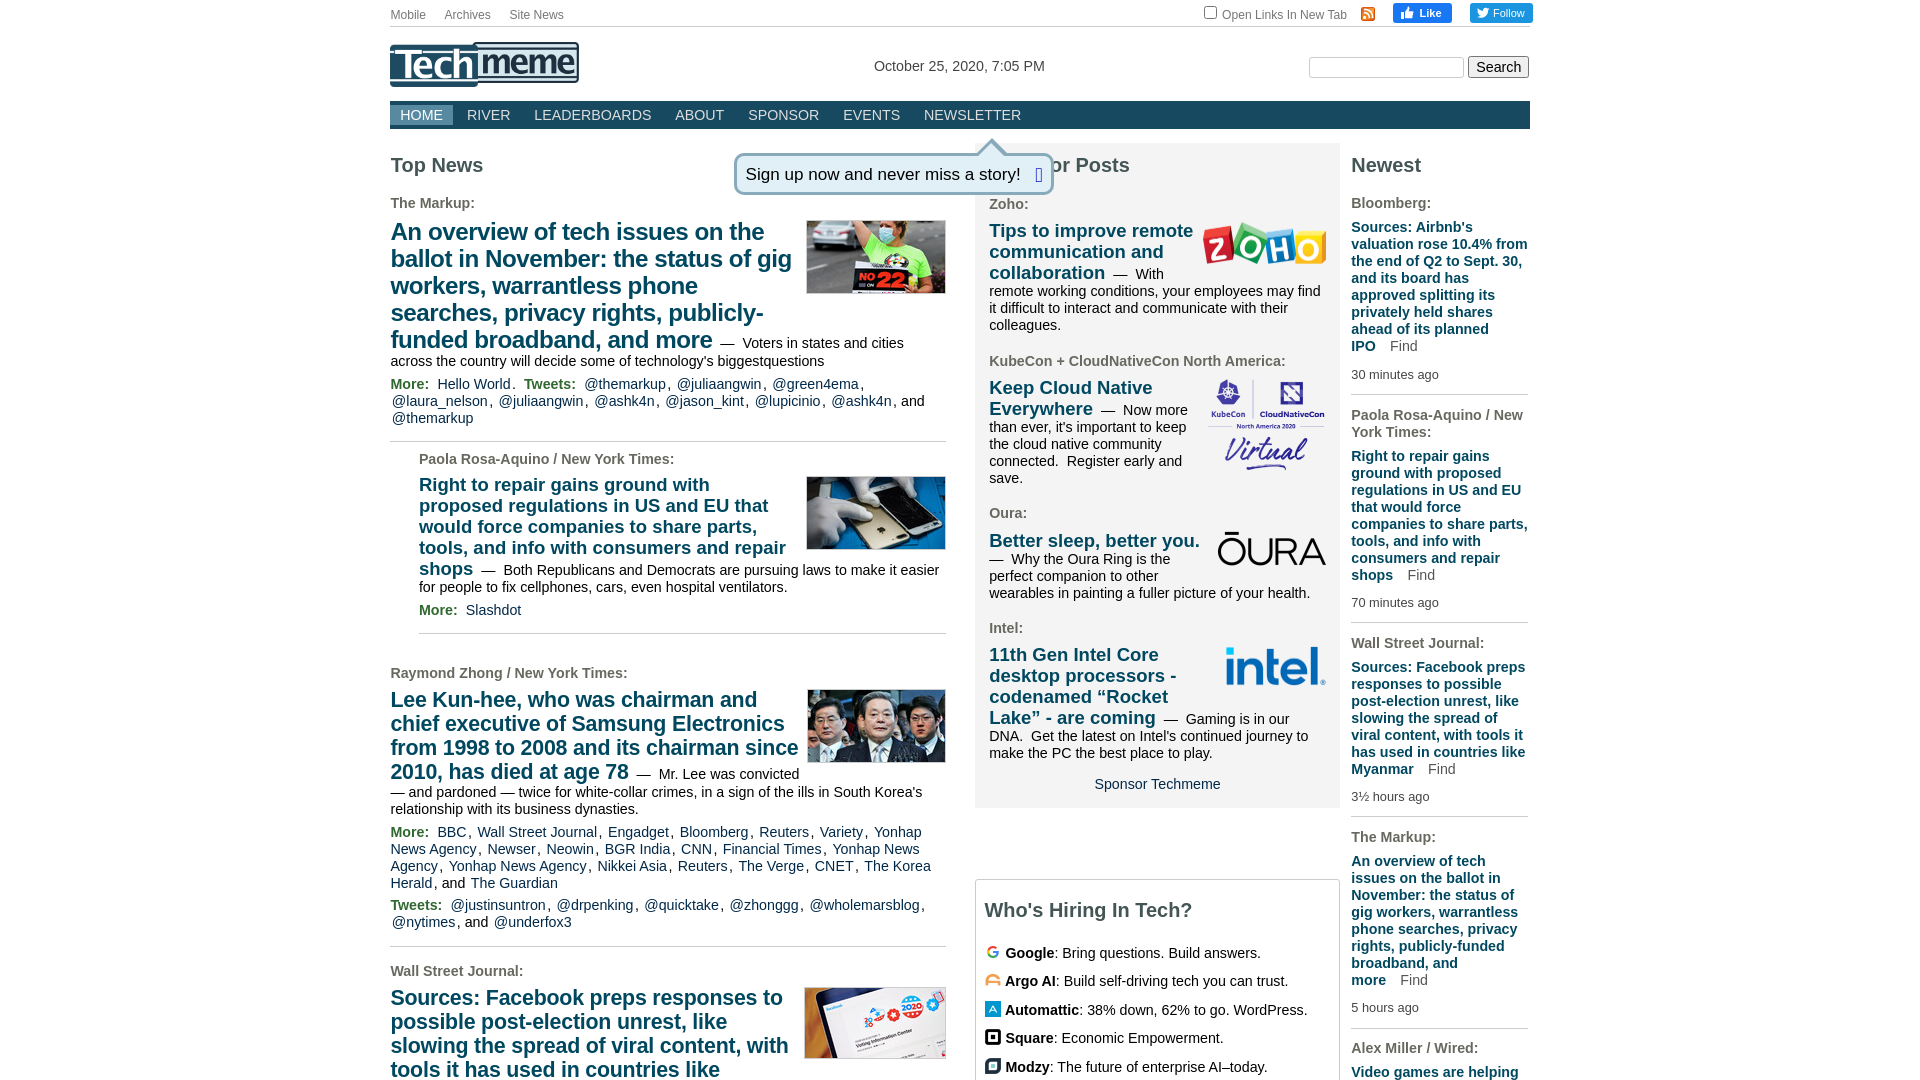 Mobile Archives Site News
Open Links In New Tab Like Follow
Techmeme
October 25, 2020, 7:05 PM
Search
HOME RIVER LEADERBOARDS ABOUT SPONSOR EVENTS NEWSLETTER
Sign up now and never miss a story!
Top News
The Markup:
An overview of tech issues on the
ballot in November: the status of gig
workers, warrantless phone
searches, privacy rights, publicly-
funded broadband, and more — Voters in states and cities
across the country will decide some of technology's biggestquestions
NO ON 22
More: Hello World. Tweets: @themarkup, @juliaangwin, @green4ema,
@laura_nelson, @juliaangwin, @ashk4n, @jason_kint, @lupicinio, @ashk4n, and
@themarkup
Paola Rosa-Aquino / New York Times:
Right to repair gains ground with
proposed regulations in US and EU that
would force companies to share parts,
tools, and info with consumers and repair
shops — Both Republicans and Democrats are pursuing laws to make it easier
for people to fix cellphones, cars, even hospital ventilators.
More: Slashdot
Raymond Zhong / New York Times:
Lee Kun-hee, who was chairman and
chief executive of Samsung Electronics
from 1998 to 2008 and its chairman since
2010, has died at age 78 — Mr. Lee was convicted
— and pardoned — twice for white-collar crimes, in a sign of the ills in South Korea's
relationship with its business dynasties.
More: BBC, Wall Street Journal, Engadget, Bloomberg, Reuters, Variety, Yonhap
News Agency, Newser, Neowin, BGR India, CNN, Financial Times, Yonhap News
Agency, Yonhap News Agency, Nikkei Asia, Reuters, The Verge, CNET, The Korea
Herald, and The Guardian
Tweets: @justinsuntron, @drpenking, @quicktake, @zhonggg, @wholemarsblog,
@nytimes, and @underfox3
Wall Street Journal:
Sources: Facebook preps responses to
possible post-election unrest, like
slowing the spread of viral content, with
tools it has used in countries like
2020
Voting Information Center
or Posts
Zoho:
Tips to improve remote
communication and
collaboration — With
remote working conditions, your employees may find
it difficult to interact and communicate with their
colleagues.
ZOHO
KubeCon + CloudNativeCon North America:
Keep Cloud Native
Everywhere — Now more
than ever, it's important to keep
the cloud native community
connected. Register early and
save.
KubeCon CloudNativeCon
North America 2020
Virtual
Oura:
Better sleep, better you.
— Why the Oura Ring is the
perfect companion to other
wearables in painting a fuller picture of your health.
ŌURA
Intel:
11th Gen Intel Core
desktop processors -
codenamed “Rocket
Lake” - are coming — Gaming is in our
DNA. Get the latest on Intel's continued journey to
make the PC the best place to play.
intel®
Sponsor Techmeme
Who's Hiring In Tech?
Google: Bring questions. Build answers.
Argo AI: Build self-driving tech you can trust.
Automattic: 38% down, 62% to go. WordPress.
Square: Economic Empowerment.
Modzy: The future of enterprise AI–today.
Newest
Bloomberg:
Sources: Airbnb's
valuation rose 10.4% from
the end of Q2 to Sept. 30,
and its board has
approved splitting its
privately held shares
ahead of its planned
IPO Find
30 minutes ago
Paola Rosa-Aquino / New
York Times:
Right to repair gains
ground with proposed
regulations in US and EU
that would force
companies to share parts,
tools, and info with
consumers and repair
shops Find
70 minutes ago
Wall Street Journal:
Sources: Facebook preps
responses to possible
post-election unrest, like
slowing the spread of
viral content, with tools it
has used in countries like
Myanmar Find
3½ hours ago
The Markup:
An overview of tech
issues on the ballot in
November: the status of
gig workers, warrantless
phone searches, privacy
rights, publicly-funded
broadband, and
more Find
5 hours ago
Alex Miller / Wired:
Video games are helping